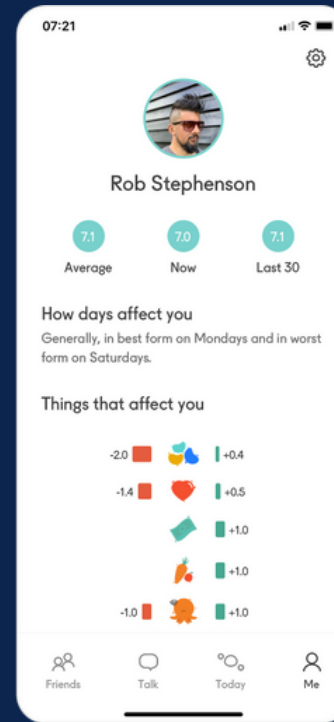 07:21
Rob Stephenson
7.1 7.0 7.1
Average Now Last 30
How days affect you
Generally, in best form on Mondays and in worst
form on Saturdays.
Things that affect you
-2.0 +0.4
-1.4 +0.5
+1.0
+1.0
-1.0 +1.0
Friends Talk Today Me